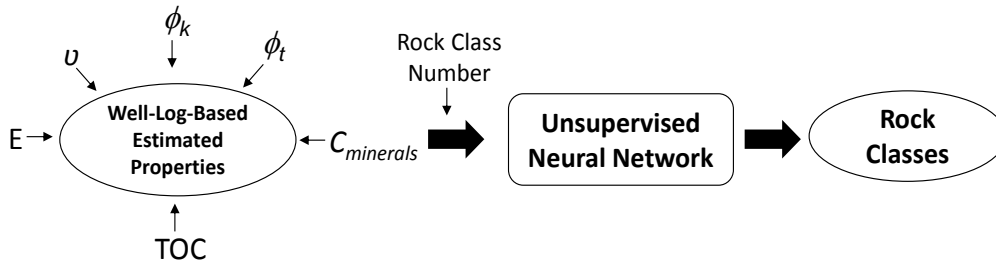 ϕk
υ
ϕt
E
Well-Log-Based
Estimated
Properties
Cminerals
TOC
Rock Class
Number
Unsupervised
Neural Network
Rock
Classes